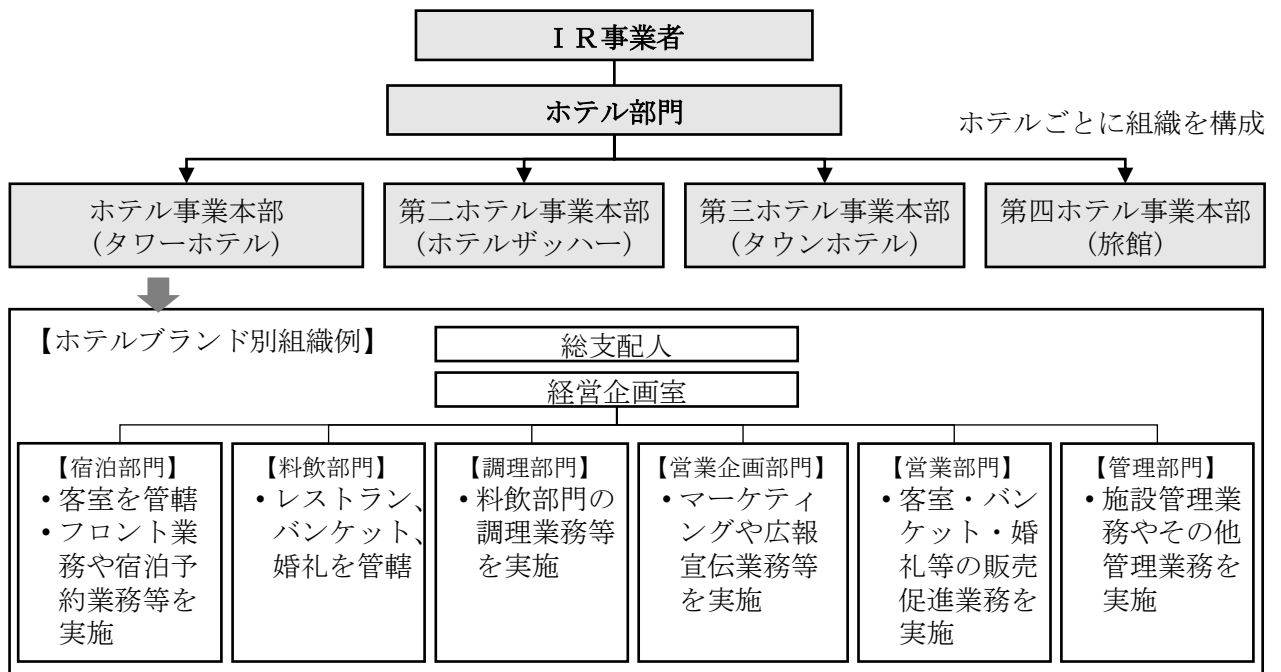 ＩＲ事業者
ホテル部門
ホテルごとに組織を構成
ホテル事業本部
（タワーホテル）
第二ホテル事業本部
（ホテルザッハー）
第三ホテル事業本部
（タウンホテル）
第四ホテル事業本部
（旅館）
【ホテルブランド別組織例】
総支配人
経営企画室
【宿泊部門】
• 客室を管轄
• フロント業
務や宿泊予
約業務等を
実施
【料飲部門】
• レストラン、
バンケット、
婚礼を管轄
【調理部門】
• 料飲部門の
調理業務等
を実施
【営業企画部門】
• マーケティ
ングや広報
宣伝業務等
を実施
【営業部門】
• 客室・バン
ケット・婚
礼等の販売
促進業務を
実施
【管理部門】
• 施設管理業
務やその他
管理業務を
実施